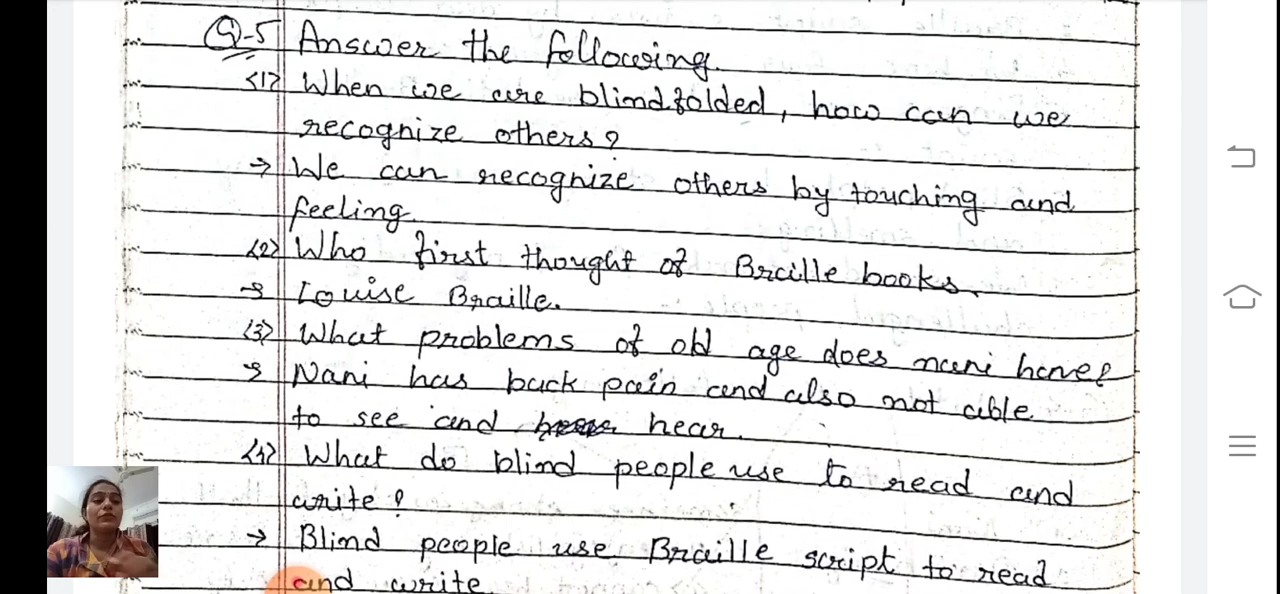 Q-5 Answer the following.
(1) When we are blindfolded, how can we
recognize others?
→ We can recognize others by touching and
feeling.
(2) Who first thought of Braille books.
→ Louise Braille.
(3) What problems of old age does nani have?
→ Nani has back pain and also not able
to see and hear.
(4) What do blind people use to read and
write?
→ Blind people use Braille script to read
and write